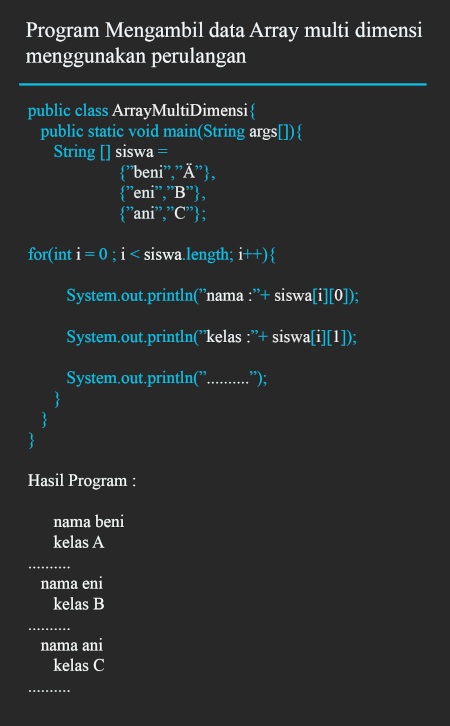 Program Mengambil data Array multi dimensi
menggunakan perulangan
public class ArrayMultiDimensi{
public static void main(String args[]){
String [] siswa =
{”beni”,”Ä”},
{”eni”,”B”},
{”ani”,”C”};
for(int i = 0 ; i < siswa.length; i++){
System.out.println(”nama :”+ siswa[i][0]);
System.out.println(”kelas :”+ siswa[i][1]);
System.out.println(”..........”);
}
}
}
Hasil Program :
nama beni
kelas A
..........
nama eni
kelas B
..........
nama ani
kelas C
..........